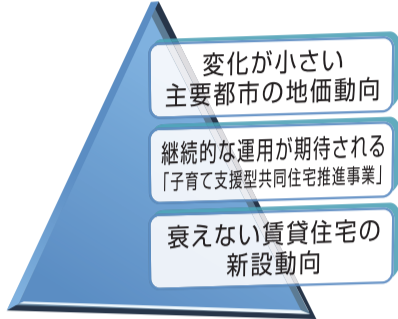 変化が小さい
主要都市の地価動向
継続的な運用が期待される
「子育て支援型共同住宅推進事業」
衰えない賃貸住宅の
新設動向